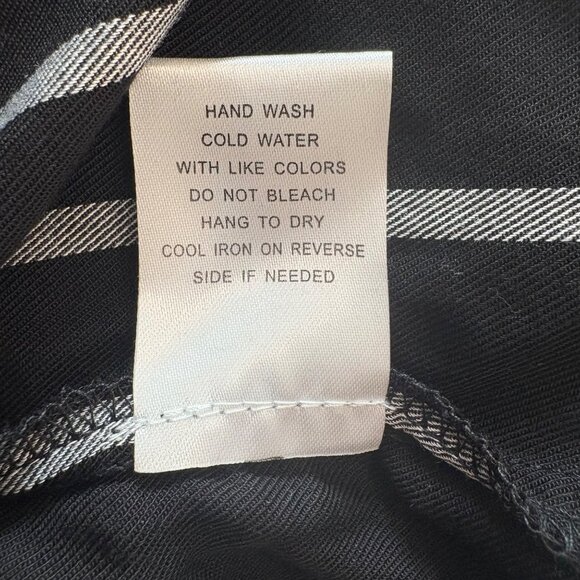 HAND WASH
COLD WATER
WITH LIKE COLORS
DO NOT BLEACH
HANG TO DRY
COOL IRON ON REVERSE
SIDE IF NEEDED